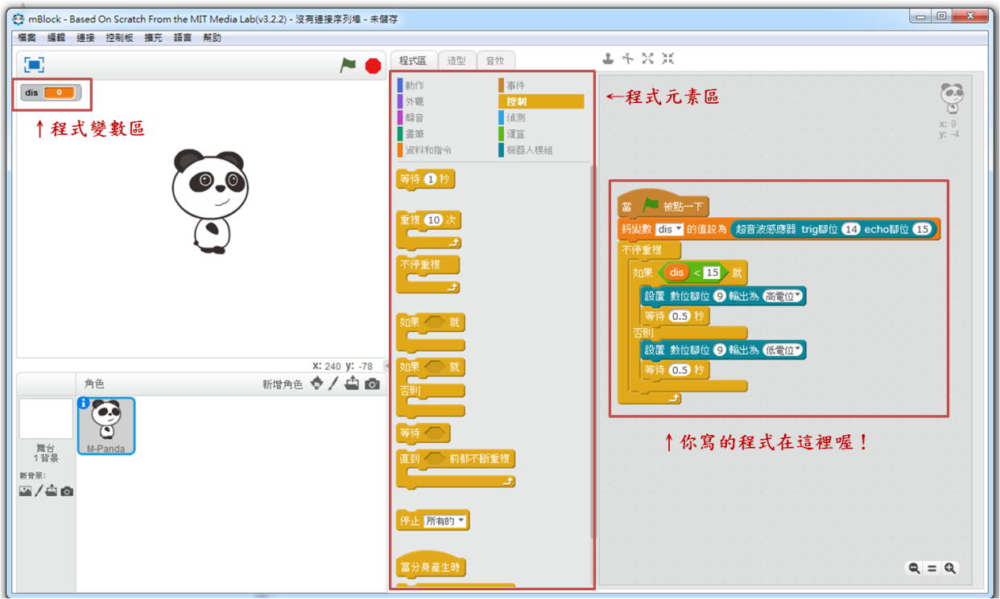 mBlock - Based On Scratch From the MIT Media Lab(v3.2.2) - 沒有連接序列埠 - 未儲存
檔案 編輯 連接 控制板 擴充 語言 幫助
程式區 造型 音效
dis 0
↑程式變數區
動作 事件
外觀 控制
聲音 偵測
畫筆 運算
資料和指令 機器人模組
←程式元素區
x: 9
y: -4
等待 1 秒
重複 10 次
不停重複
如果 就
如果 就
否則
等待
直到 前都不斷重複
停止 所有的
當分身產生時
當 被點一下
將變數 dis 的值設為 超音波感應器 trig腳位 14 echo腳位 15
不停重複
如果 dis < 15 就
設置 數位腳位 9 輸出為 高電位
等待 0.5 秒
否則
設置 數位腳位 9 輸出為 低電位
等待 0.5 秒
↑你寫的程式在這裡喔！
x: 240 y: -78
角色 新增角色
舞台
1 背景
新背景:
i
M-Panda